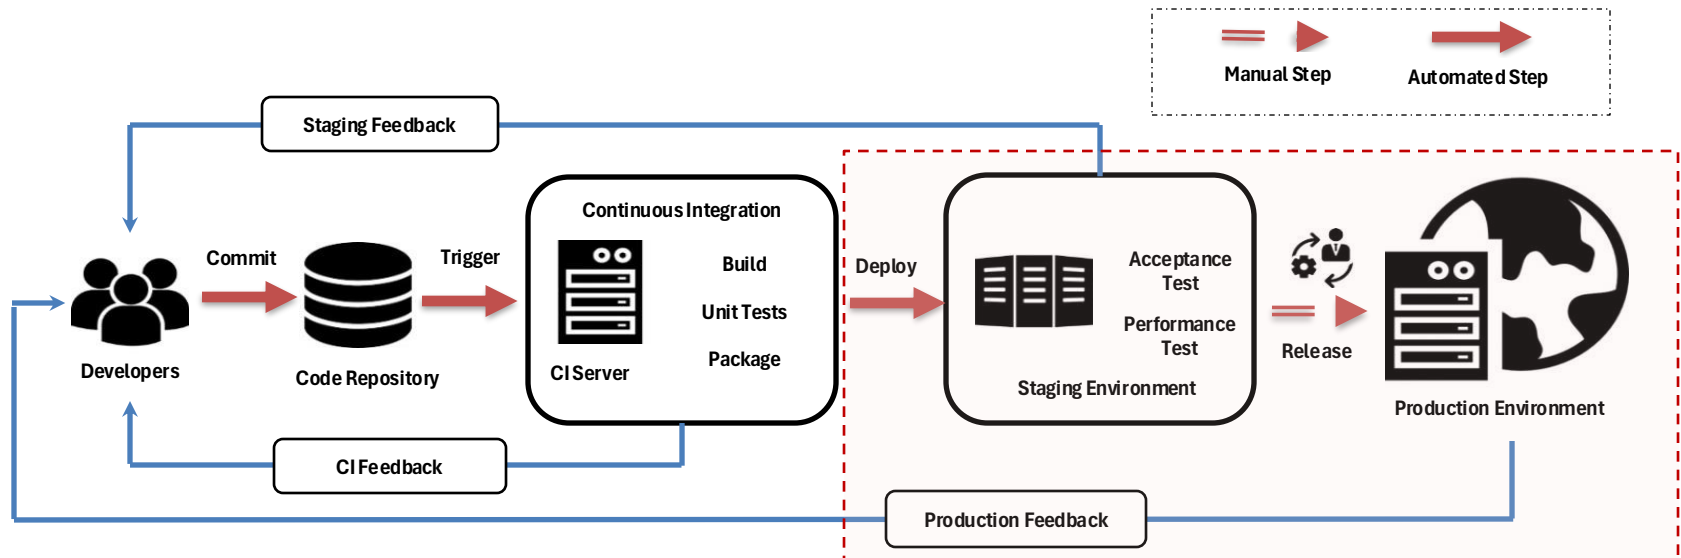 Manual Step
Automated Step
Staging Feedback
Continuous Integration
Commit
Trigger
Build
Unit Tests
Package
CI Server
Developers
Code Repository
Deploy
Acceptance
Test
Performance
Test
Staging Environment
Release
Production Environment
CI Feedback
Production Feedback